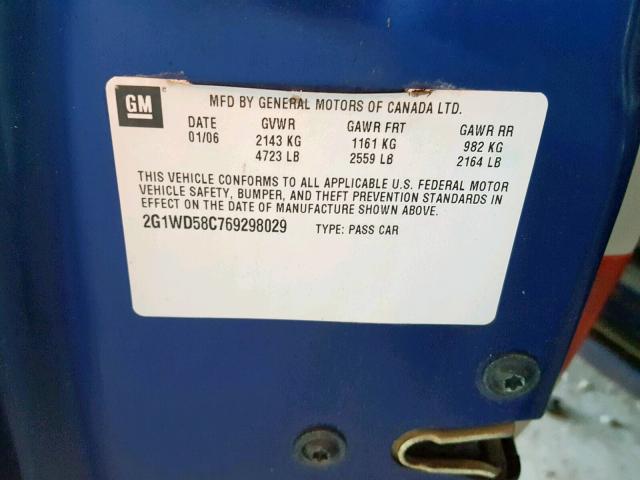 GM
MFD BY GENERAL MOTORS OF CANADA LTD.
DATE GVWR GAWR FRT GAWR RR
01/06 2143 KG 1161 KG 982 KG
4723 LB 2559 LB 2164 LB
THIS VEHICLE CONFORMS TO ALL APPLICABLE U.S. FEDERAL MOTOR
VEHICLE SAFETY, BUMPER, AND THEFT PREVENTION STANDARDS IN
EFFECT ON THE DATE OF MANUFACTURE SHOWN ABOVE.
2G1WD58C769298029 TYPE: PASS CAR